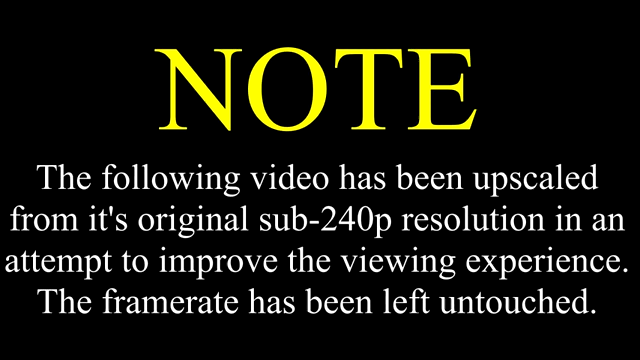 NOTE
The following video has been upscaled
from it's original sub-240p resolution in an
attempt to improve the viewing experience.
The framerate has been left untouched.